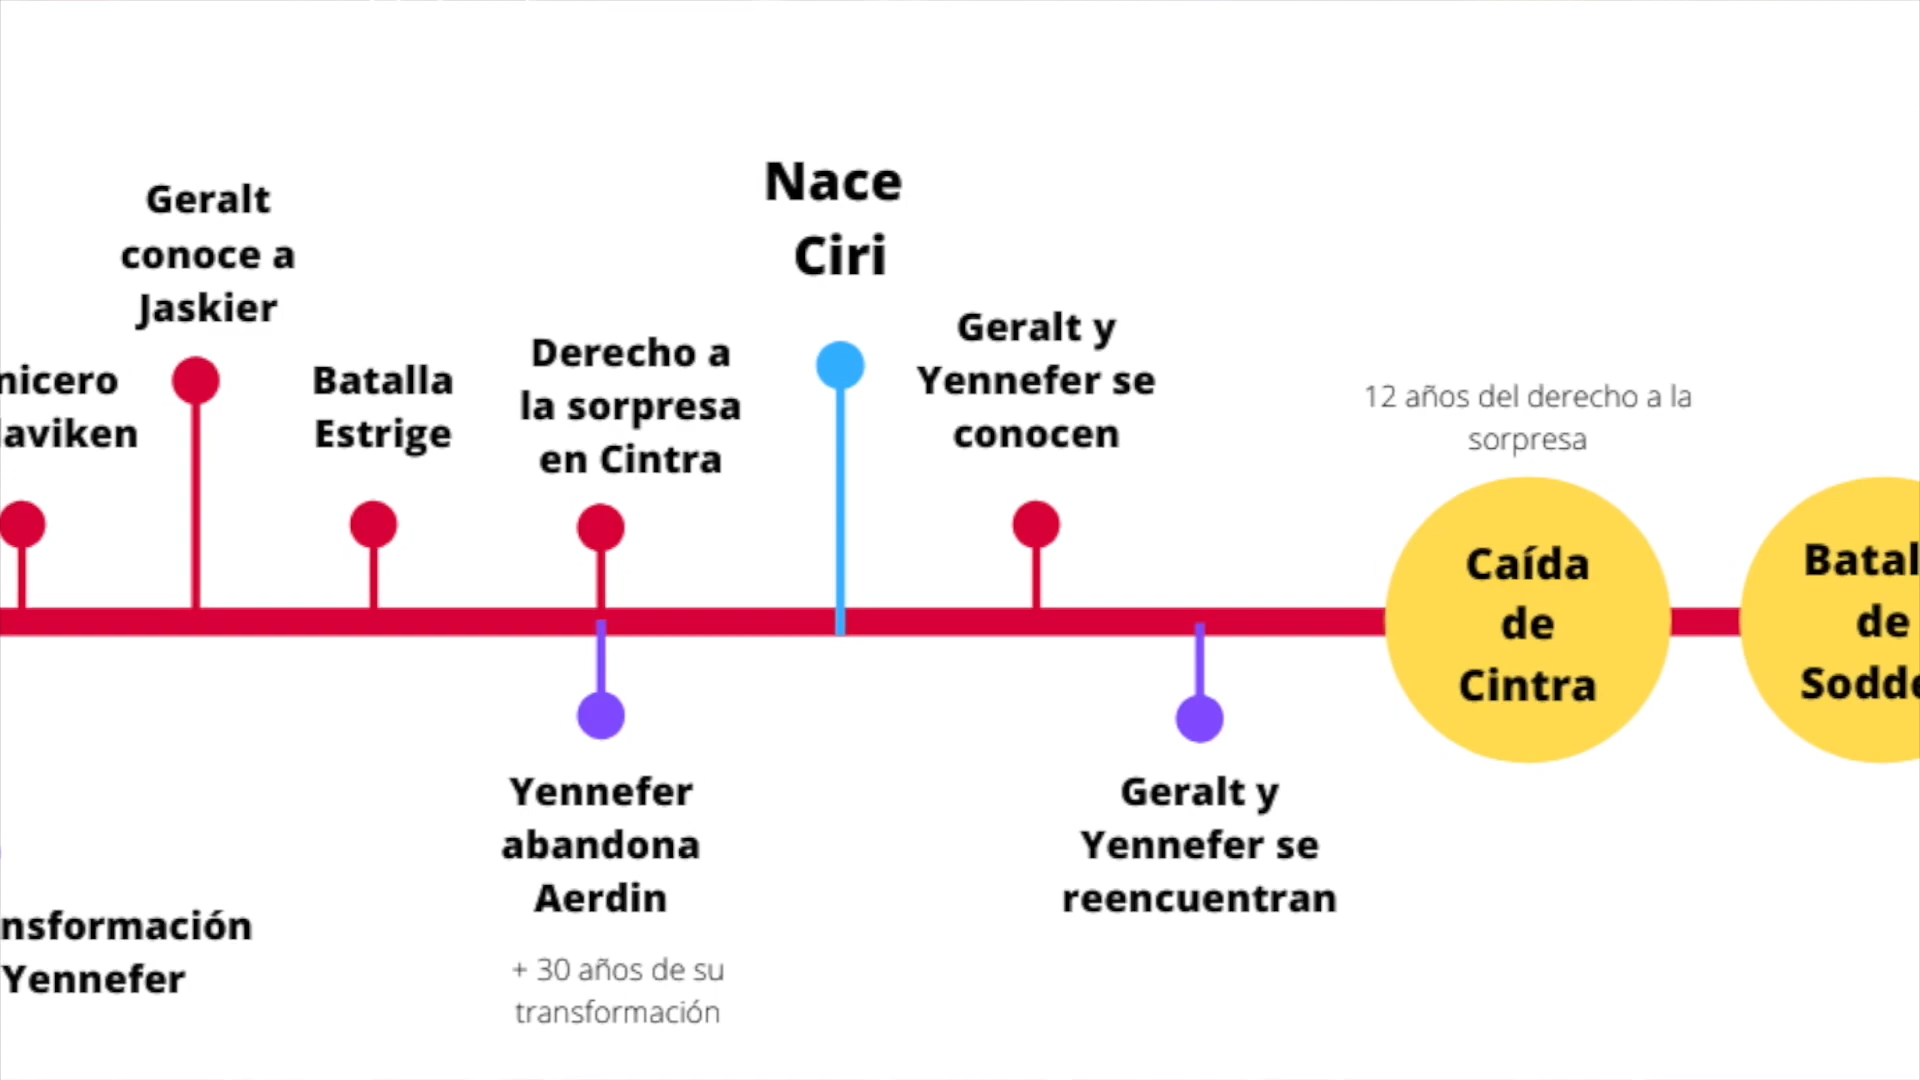 Geralt
conoce a
Jaskier
nicero
laviken
Batalla
Estrige
Derecho a
la sorpresa
en Cintra
Nace
Ciri
Geralt y
Yennefer se
conocen
12 años del derecho a la
sorpresa
Caída
de
Cintra
Batal
de
Sodde
nsformación
Yennefer
Yennefer
abandona
Aerdin
+ 30 años de su
transformación
Geralt y
Yennefer se
reencuentran